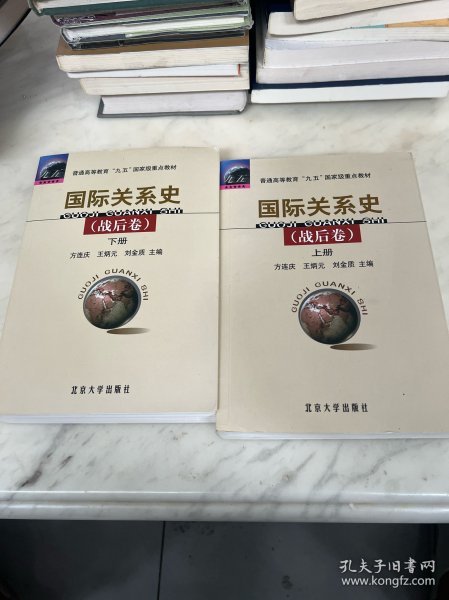 九五
普通高等教育“九五”国家级重点教材
国际关系史
GUOJI GUANXI SHI
(战后卷)
下册
方连庆 王炳元 刘金质 主编
GUOJI GUANXI SHI
北京大学出版社
九五
普通高等教育“九五”国家级重点教材
国际关系史
GUOJI GUANXI SHI
(战后卷)
上册
方连庆 王炳元 刘金质 主编
GUOJI GUANXI SHI
北京大学出版社
孔夫子旧书网
www.kongfz.com